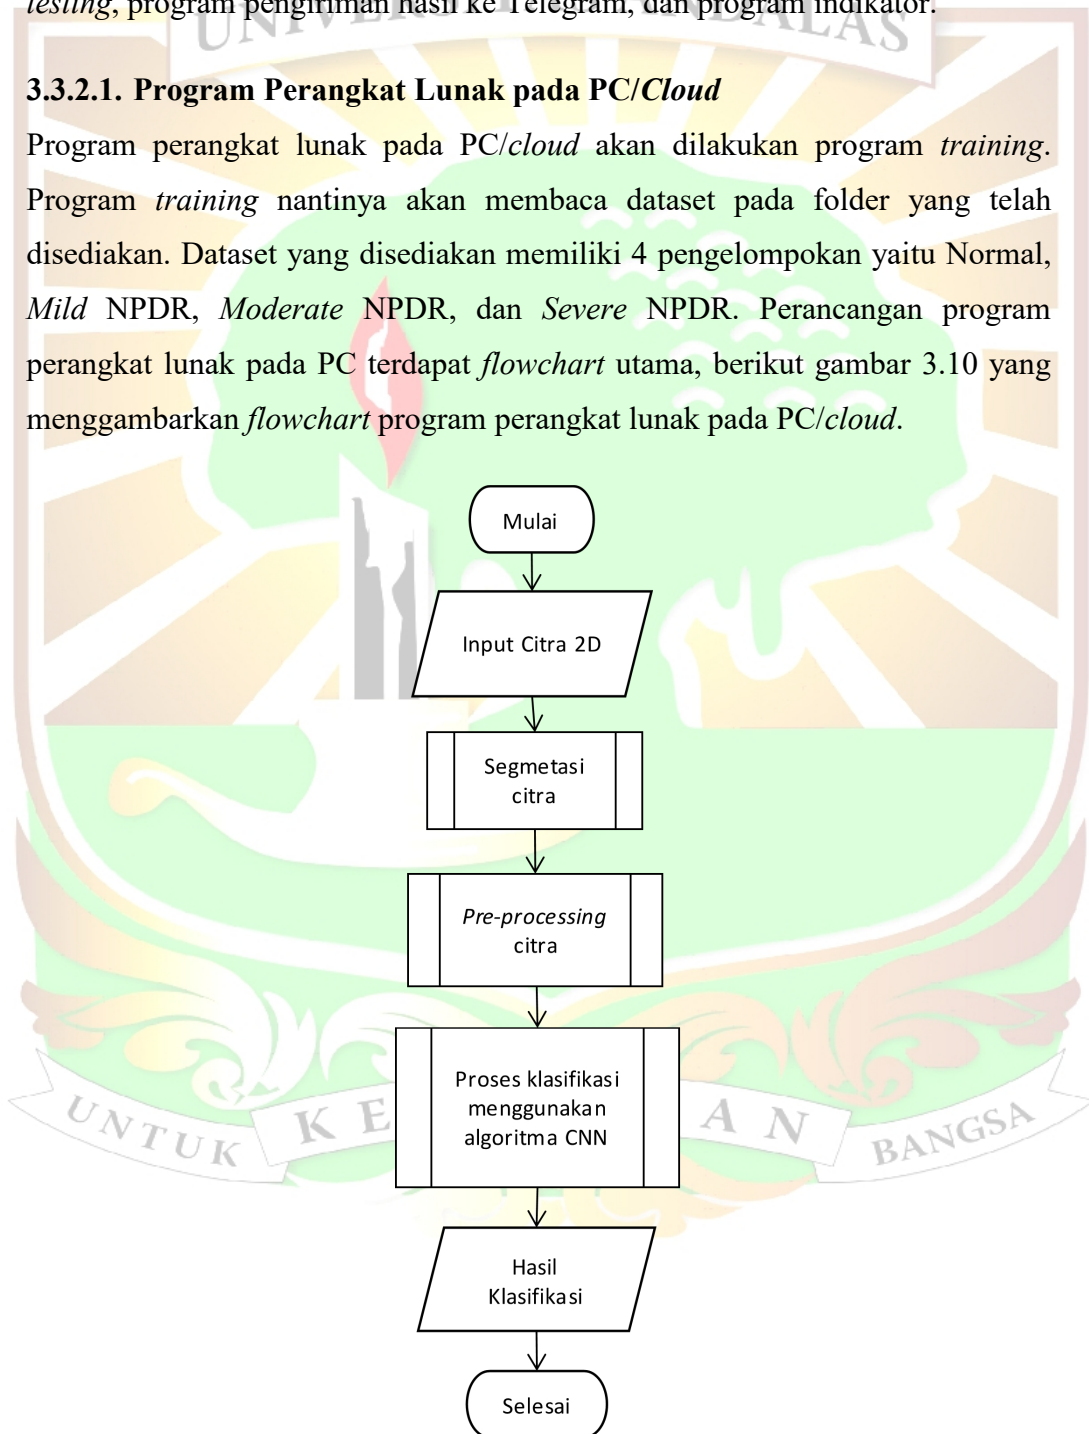 testing, program pengiriman hasil ke Telegram, dan program indikator.
UNIVERSI ANDALAS
3.3.2.1. Program Perangkat Lunak pada PC/Cloud
Program perangkat lunak pada PC/cloud akan dilakukan program training.
Program training nantinya akan membaca dataset pada folder yang telah
disediakan. Dataset yang disediakan memiliki 4 pengelompokan yaitu Normal,
Mild NPDR, Moderate NPDR, dan Severe NPDR. Perancangan program
perangkat lunak pada PC terdapat flowchart utama, berikut gambar 3.10 yang
menggambarkan flowchart program perangkat lunak pada PC/cloud.
Mulai
Input Citra 2D
Segmetasi
citra
Pre-processing
citra
Proses klasifikasi
menggunakan
algoritma CNN
UNTUK KE AN BANGSA
Hasil
Klasifikasi
Selesai